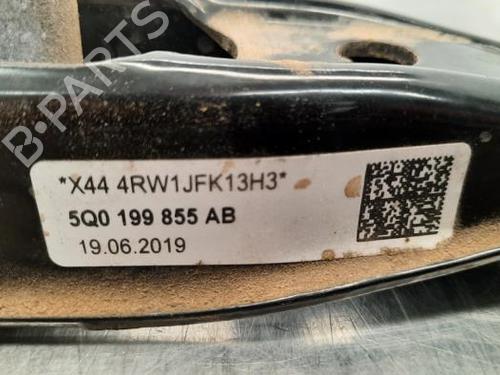 B-PARTS
*X44 4RW1JFK13H3*
5Q0 199 855 AB
19.06.2019